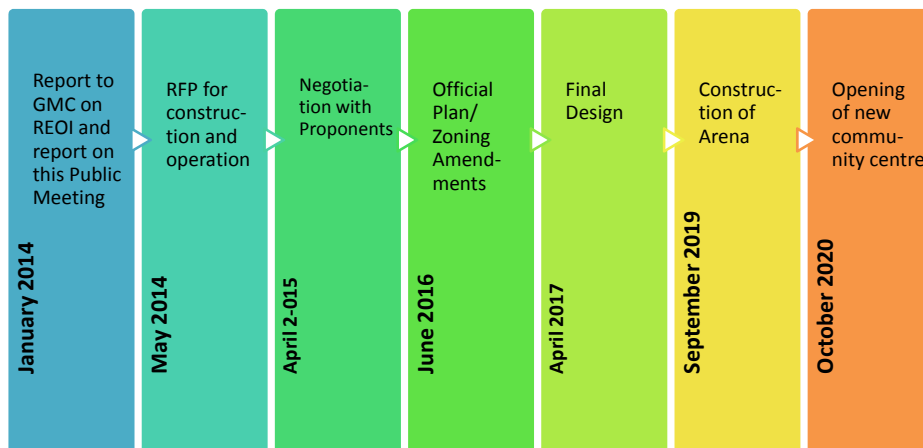 Report to
GMC on
REOI and
report on
this Public
Meeting
January 2014
RFP for
construc-
tion and
operation
May 2014
Negotia-
tion with
Proponents
April 2-015
Official
Plan/
Zoning
Amend-
ments
June 2016
Final
Design
April 2017
Construc-
tion of
Arena
September 2019
Opening
of new
commu-
nity centre
October 2020